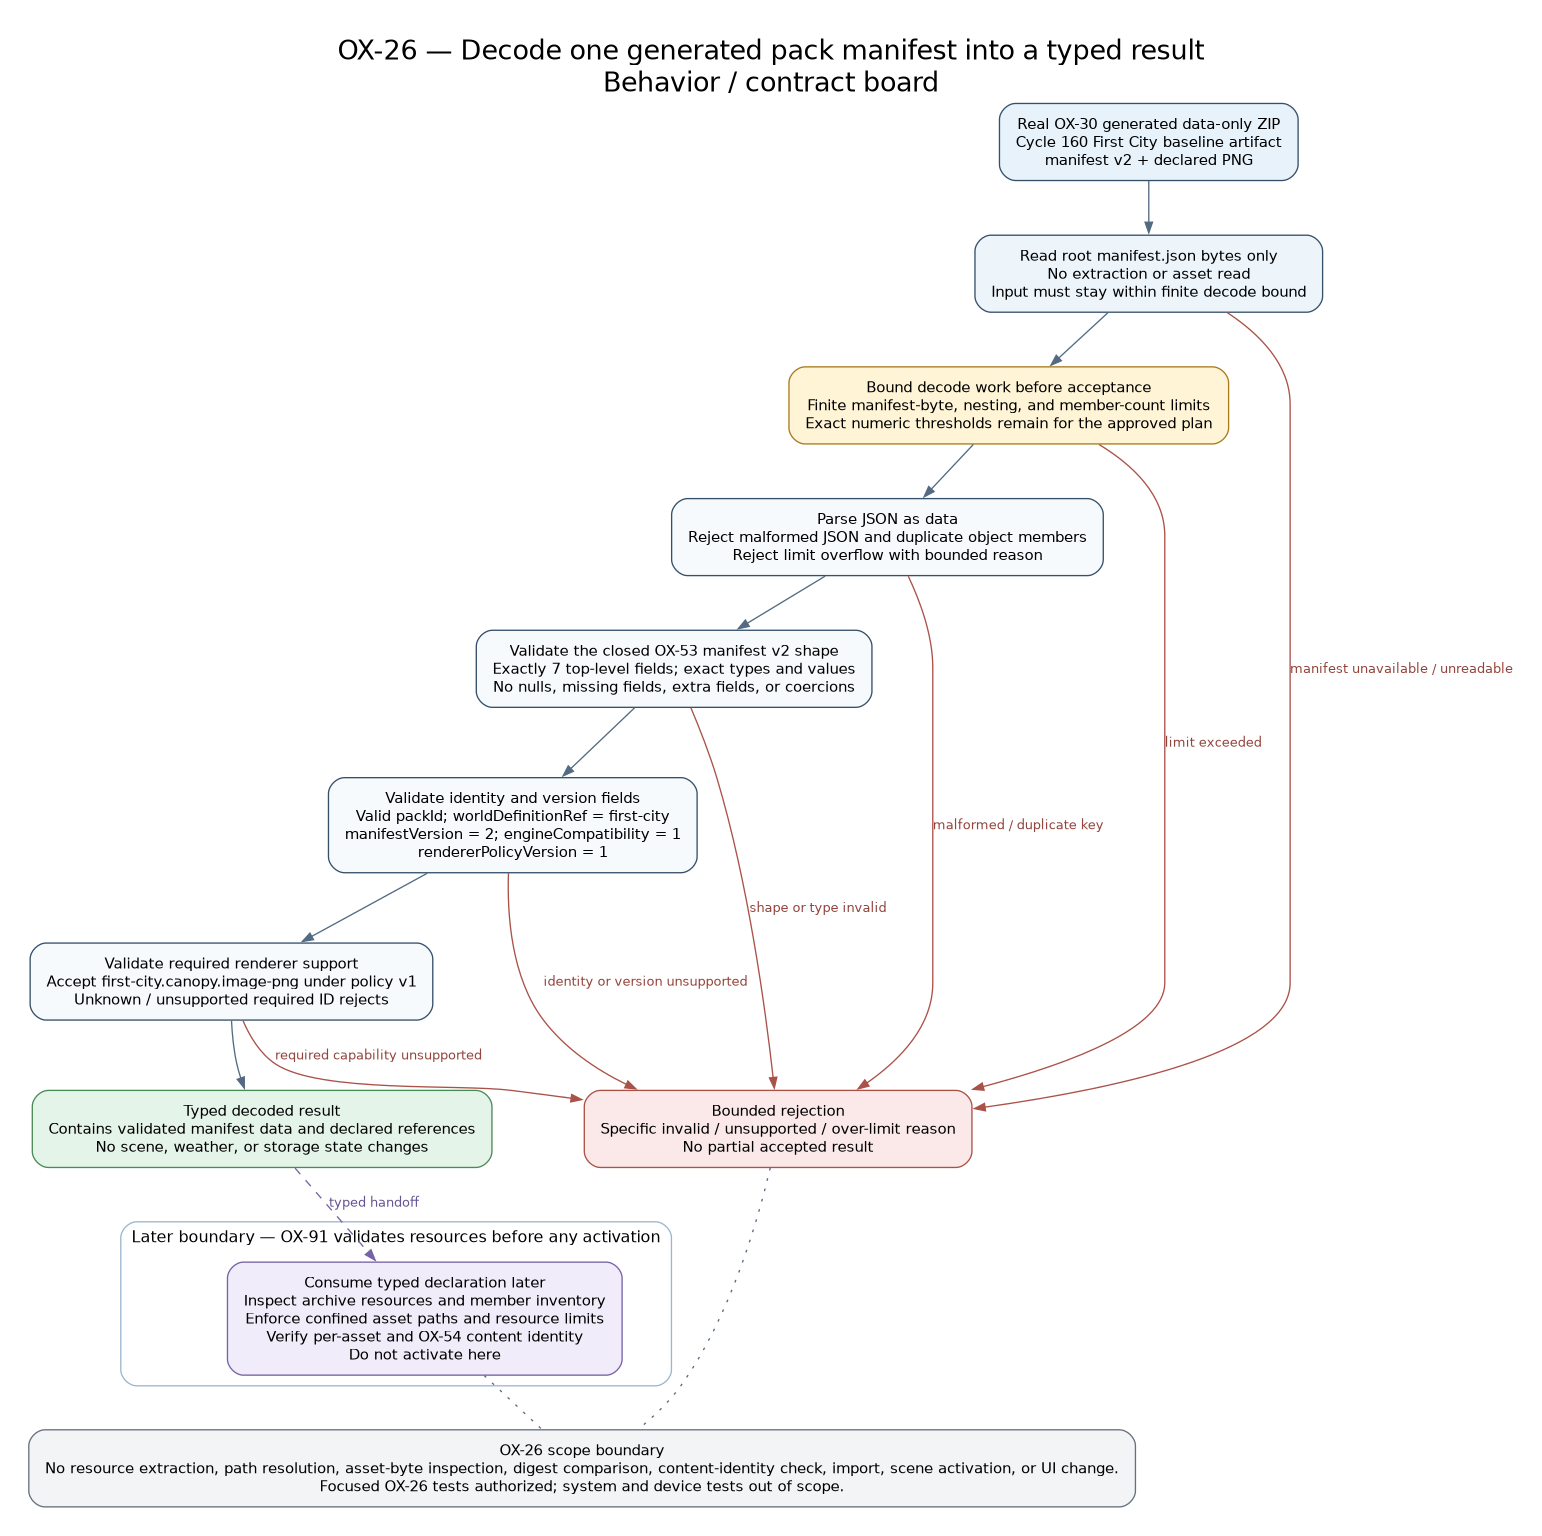 OX-26 — Decode one generated pack manifest into a typed result
Behavior / contract board
Real OX-30 generated data-only ZIP
Cycle 160 First City baseline artifact
manifest v2 + declared PNG
Read root manifest.json bytes only
No extraction or asset read
Input must stay within finite decode bound
Bound decode work before acceptance
Finite manifest-byte, nesting, and member-count limits
Exact numeric thresholds remain for the approved plan
Parse JSON as data
Reject malformed JSON and duplicate object members
Reject limit overflow with bounded reason
Validate the closed OX-53 manifest v2 shape
Exactly 7 top-level fields; exact types and values
No nulls, missing fields, extra fields, or coercions
manifest unavailable / unreadable
limit exceeded
Validate identity and version fields
Valid packId; worldDefinitionRef = first-city
manifestVersion = 2; engineCompatibility = 1
rendererPolicyVersion = 1
malformed / duplicate key
shape or type invalid
Validate required renderer support
Accept first-city.canopy.image-png under policy v1
Unknown / unsupported required ID rejects
identity or version unsupported
required capability unsupported
Typed decoded result
Contains validated manifest data and declared references
No scene, weather, or storage state changes
Bounded rejection
Specific invalid / unsupported / over-limit reason
No partial accepted result
typed handoff
Later boundary — OX-91 validates resources before any activation
Consume typed declaration later
Inspect archive resources and member inventory
Enforce confined asset paths and resource limits
Verify per-asset and OX-54 content identity
Do not activate here
OX-26 scope boundary
No resource extraction, path resolution, asset-byte inspection, digest comparison, content-identity check, import, scene activation, or UI change.
Focused OX-26 tests authorized; system and device tests out of scope.